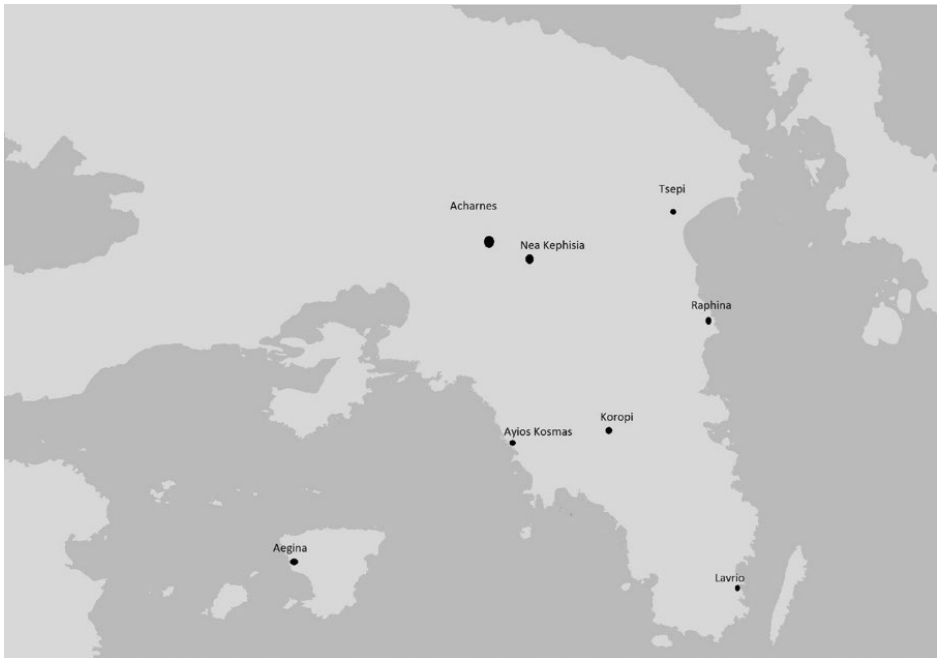 Tsepi
Acharnes
Nea Kephisia
Raphina
Koropi
Ayios Kosmas
Aegina
Lavrio